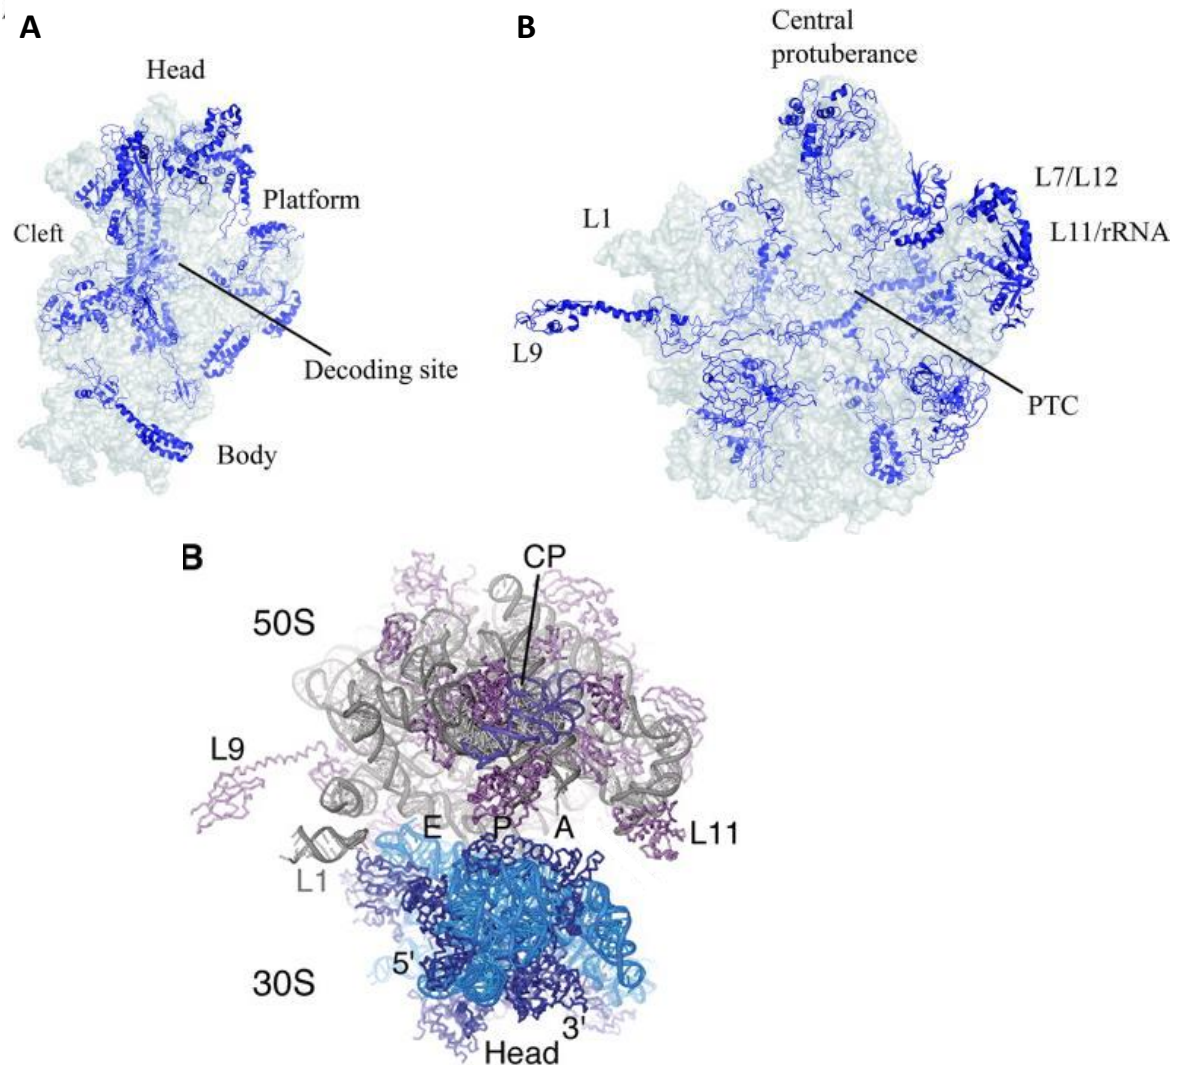 A
B
Central
protuberance
Head
L7/L12
Platform
L1
L11/rRNA
Cleft
L9
Decoding site
PTC
Body
B
CP
50S
L9
E
P
A
L11
L1
5'
30S
3'
Head